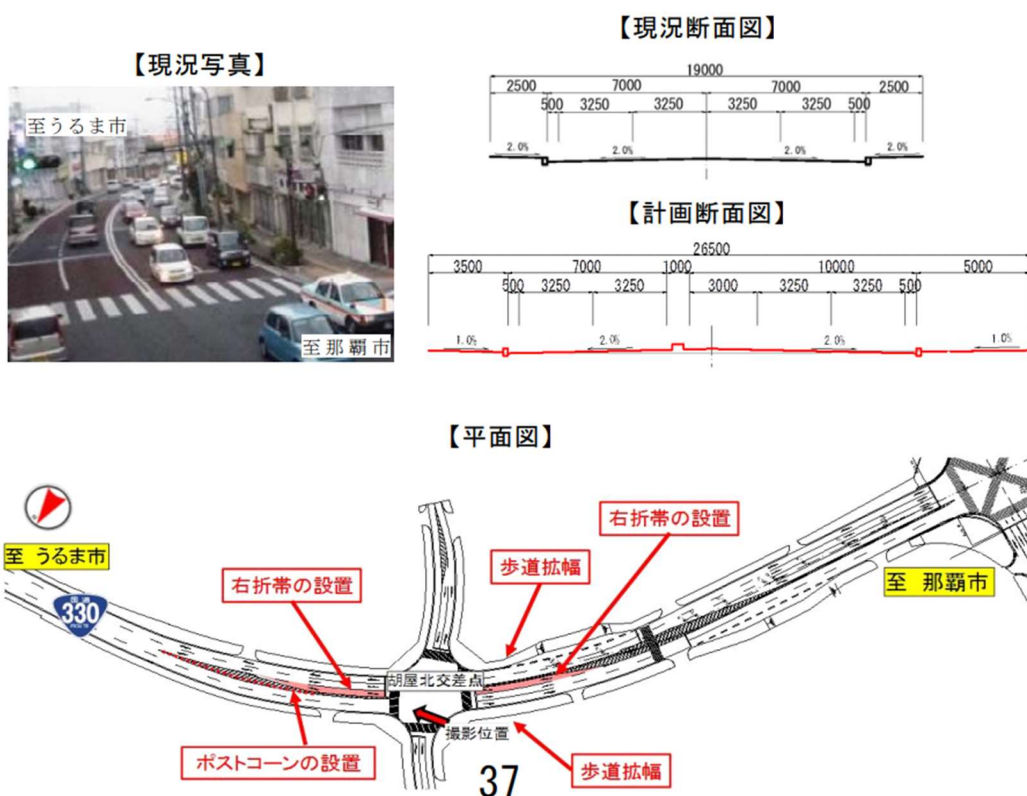 【現況写真】
至うるま市
至那覇市
【現況断面図】
19000
2500 7000 7000 2500
500 3250 3250 3250 3250 500
2.0% 2.0% 2.0% 2.0%
【計画断面図】
26500
3500 7000 1000 10000 5000
500 3250 3250 3000 3250 3250 500
1.0% 2.0% 2.0% 1.0%
【平面図】
至 うるま市
国道
330
右折帯の設置
歩道拡幅
右折帯の設置
至 那覇市
胡屋北交差点
撮影位置
ポストコーンの設置
歩道拡幅
37